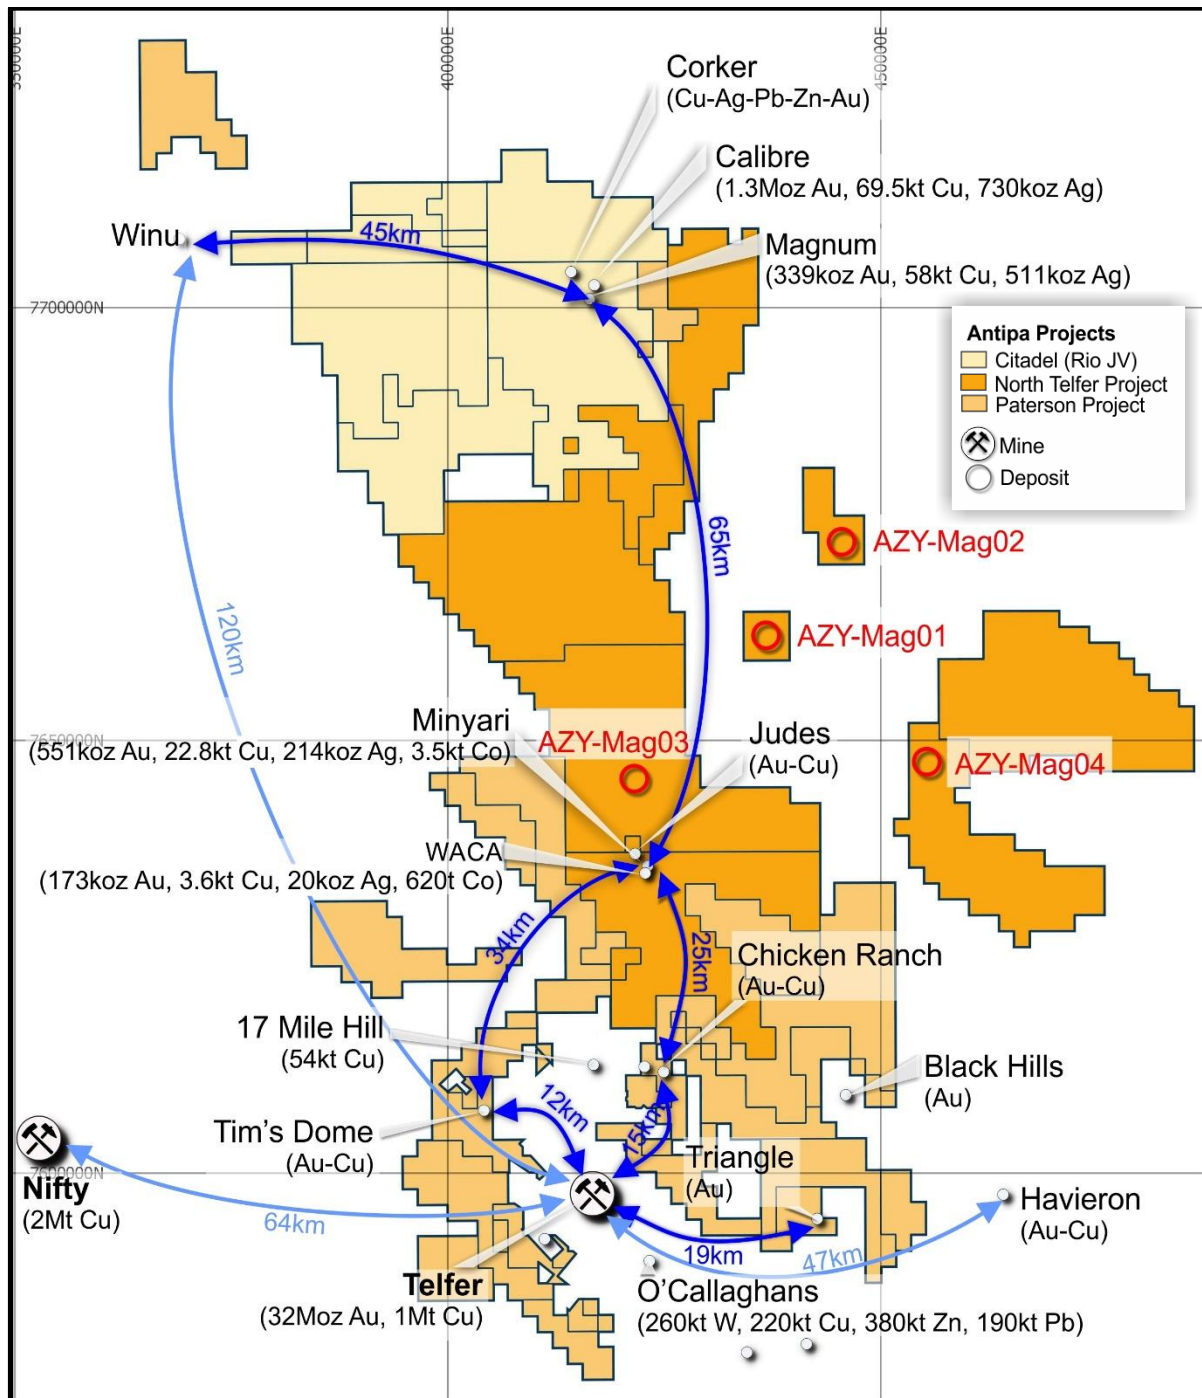 350000E
400000E
450000E
Corker
(Cu-Ag-Pb-Zn-Au)
Calibre
(1.3Moz Au, 69.5kt Cu, 730koz Ag)
Winu
45km
Magnum
(339koz Au, 58kt Cu, 511koz Ag)
7700000N
Antipa Projects
Citadel (Rio JV)
North Telfer Project
Paterson Project
Mine
Deposit
65km
AZY-Mag02
120km
AZY-Mag01
Minyari
(551koz Au, 22.8kt Cu, 214koz Ag, 3.5kt Co)
7650000N
AZY-Mag03
Judes
(Au-Cu)
AZY-Mag04
WACA
(173koz Au, 3.6kt Cu, 20koz Ag, 620t Co)
34km
25km
Chicken Ranch
(Au-Cu)
17 Mile Hill
(54kt Cu)
Black Hills
(Au)
12km
15km
Tim's Dome
(Au-Cu)
Triangle
(Au)
7600000N
Nifty
(2Mt Cu)
64km
Havieron
(Au-Cu)
19km
47km
Telfer
(32Moz Au, 1Mt Cu)
O'Callaghans
(260kt W, 220kt Cu, 380kt Zn, 190kt Pb)